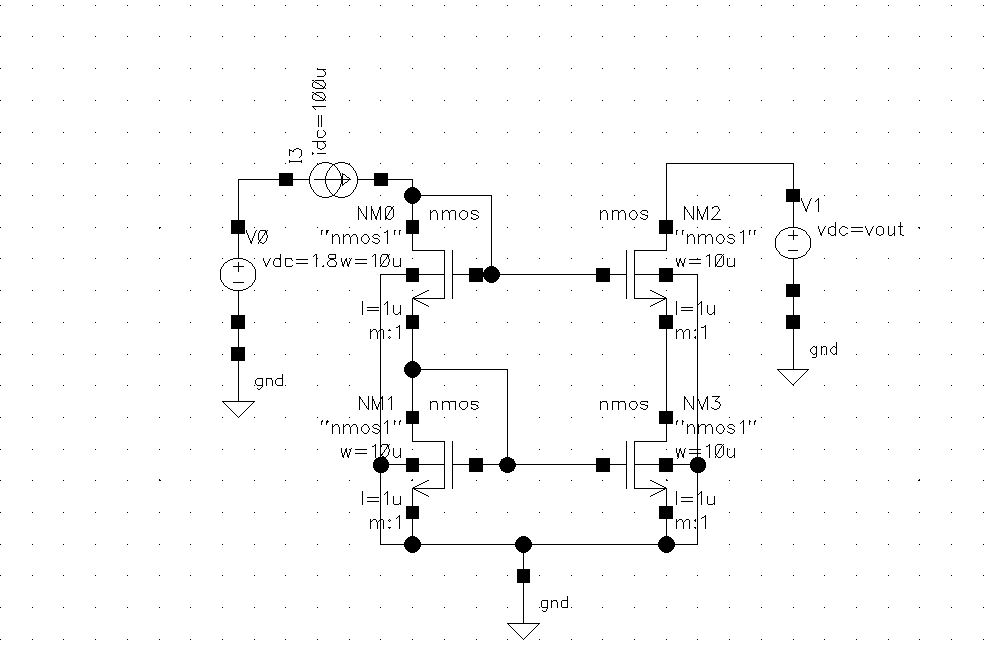 idc=100u
I3
NM0
nmos
"nmos1"
w=10u
l=1u
m:1
nmos
NM2
"nmos1"
w=10u
l=1u
m:1
V0
vdc=1.8
gnd
V1
vdc=vout
gnd
NM1
nmos
"nmos1"
w=10u
l=1u
m:1
nmos
NM3
"nmos1"
w=10u
l=1u
m:1
gnd